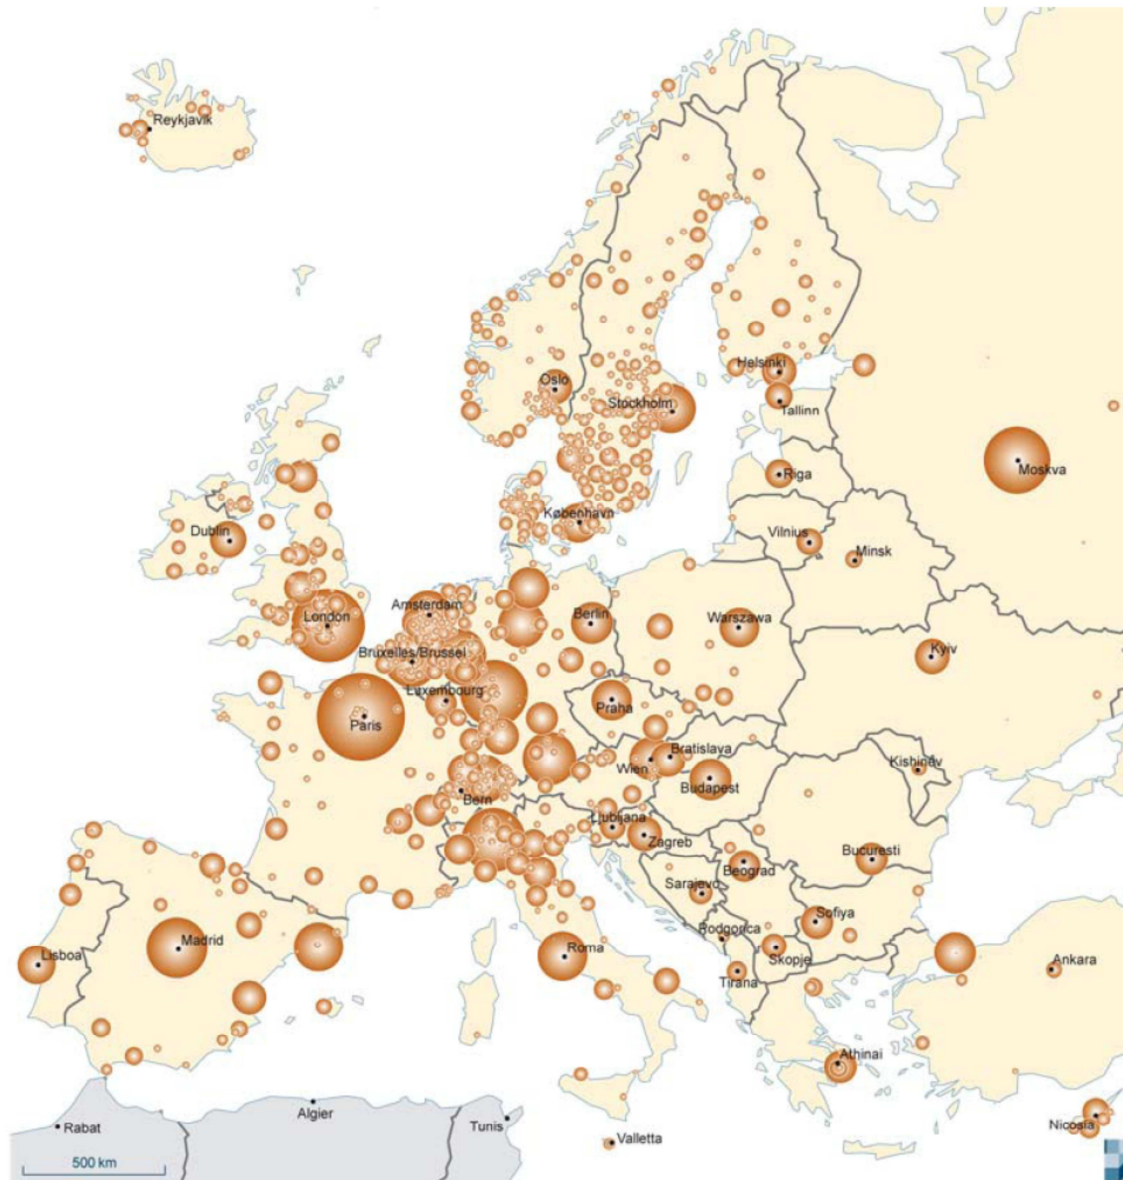 Reykjavik
Helsinki
Oslo
Stockholm
Tallinn
Moskva
Riga
København
Dublin
Vilnius
Minsk
Amsterdam
London
Berlin
Warszawa
Bruxelles/Brussel
Kyiv
Luxembourg
Praha
Paris
Bratislava
Wien
Kishinev
Budapest
Bern
Ljubljana
Zagreb
Bucuresti
Beograd
Sarajevo
Sofiya
Podgorica
Madrid
Roma
Skopje
Lisboa
Ankara
Tirana
Athinai
Algier
Nicosia
Rabat
Tunis
Valletta
500 km